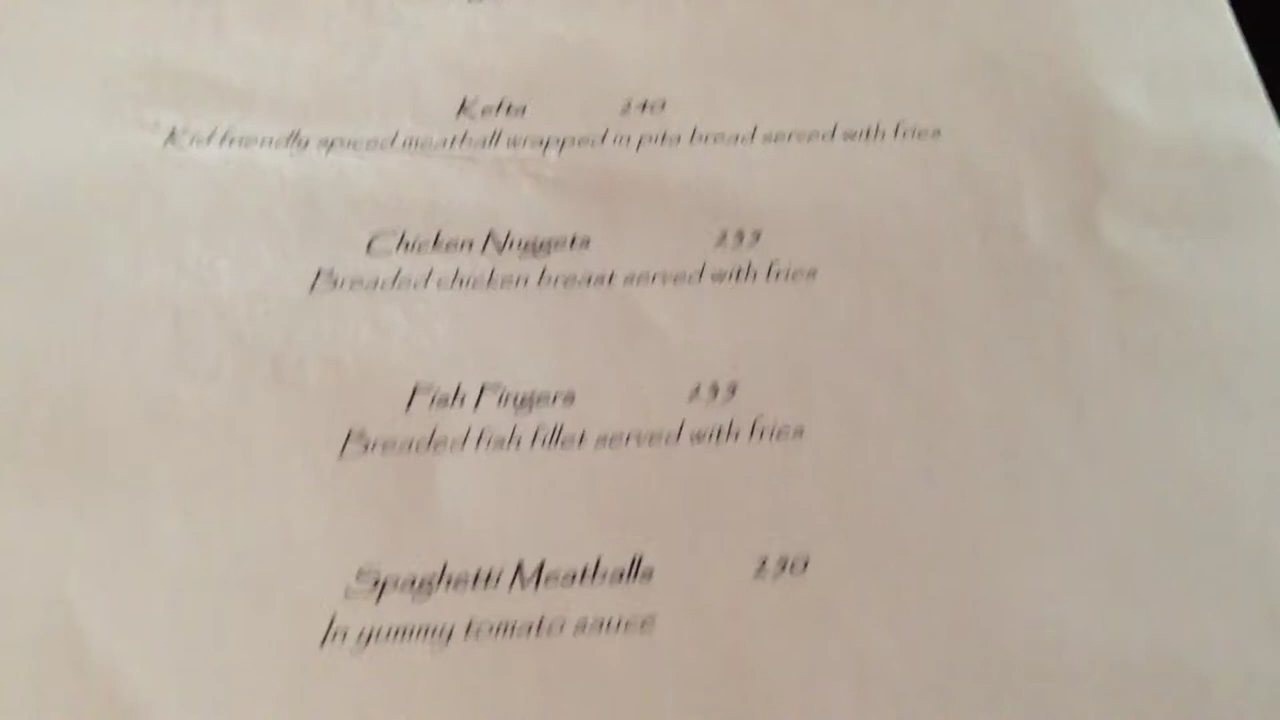 Kefta 240
Kid friendly spiced meatball wrapped in pita bread served with fries
Chicken Nuggets
Breaded chicken breast served with fries
Fish Fingers
Breaded fish fillet served with fries
Spaghetti Meatballs
In yummy tomato sauce